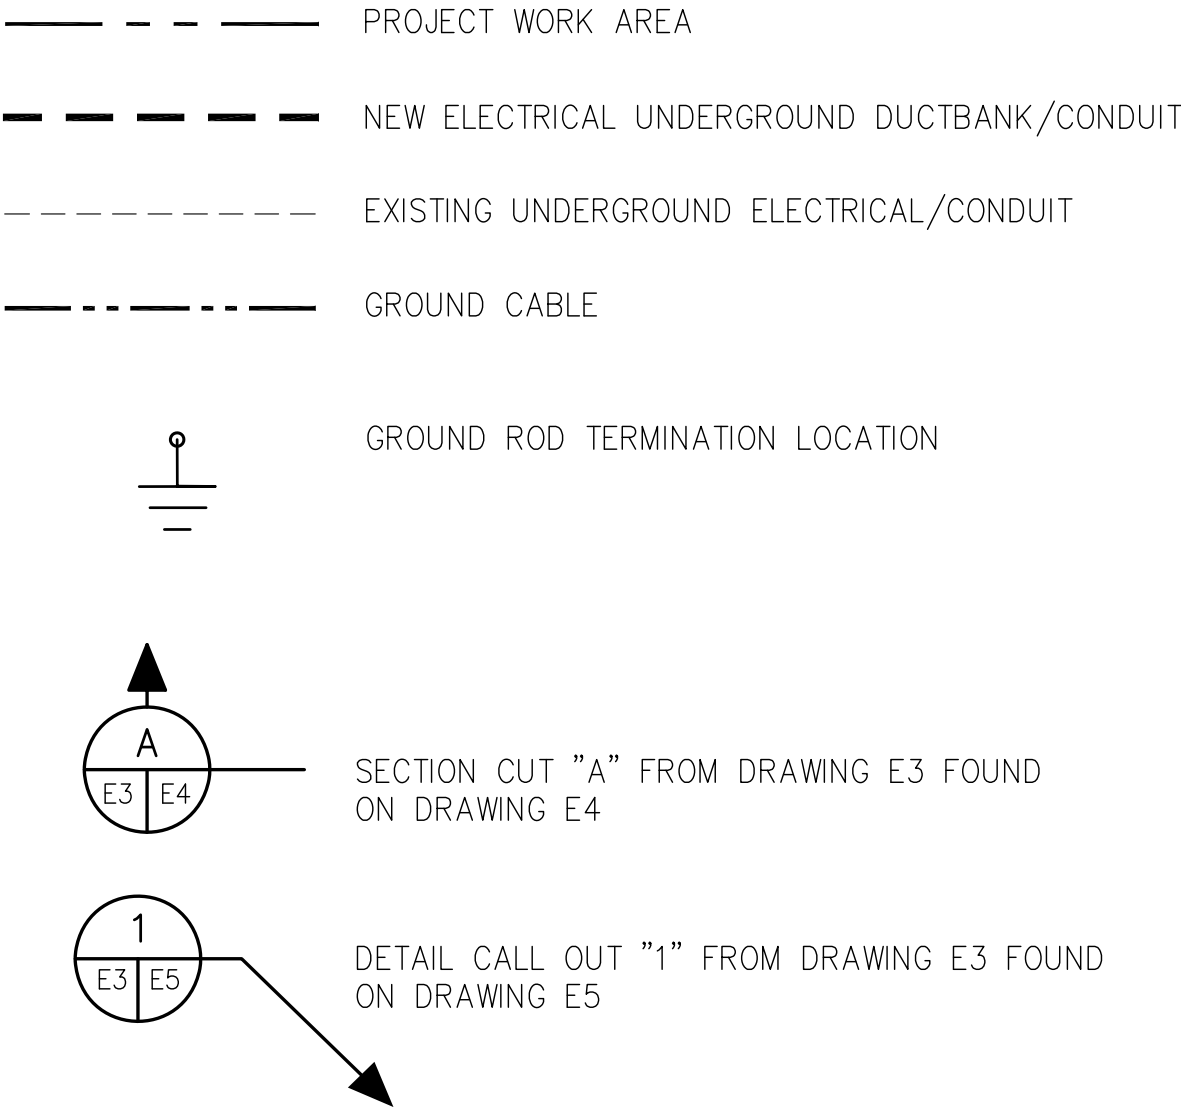 PROJECT WORK AREA
NEW ELECTRICAL UNDERGROUND DUCTBANK/CONDUIT
EXISTING UNDERGROUND ELECTRICAL/CONDUIT
GROUND CABLE
GROUND ROD TERMINATION LOCATION
A
E3 E4
SECTION CUT "A" FROM DRAWING E3 FOUND
ON DRAWING E4
1
E3 E5
DETAIL CALL OUT "1" FROM DRAWING E3 FOUND
ON DRAWING E5